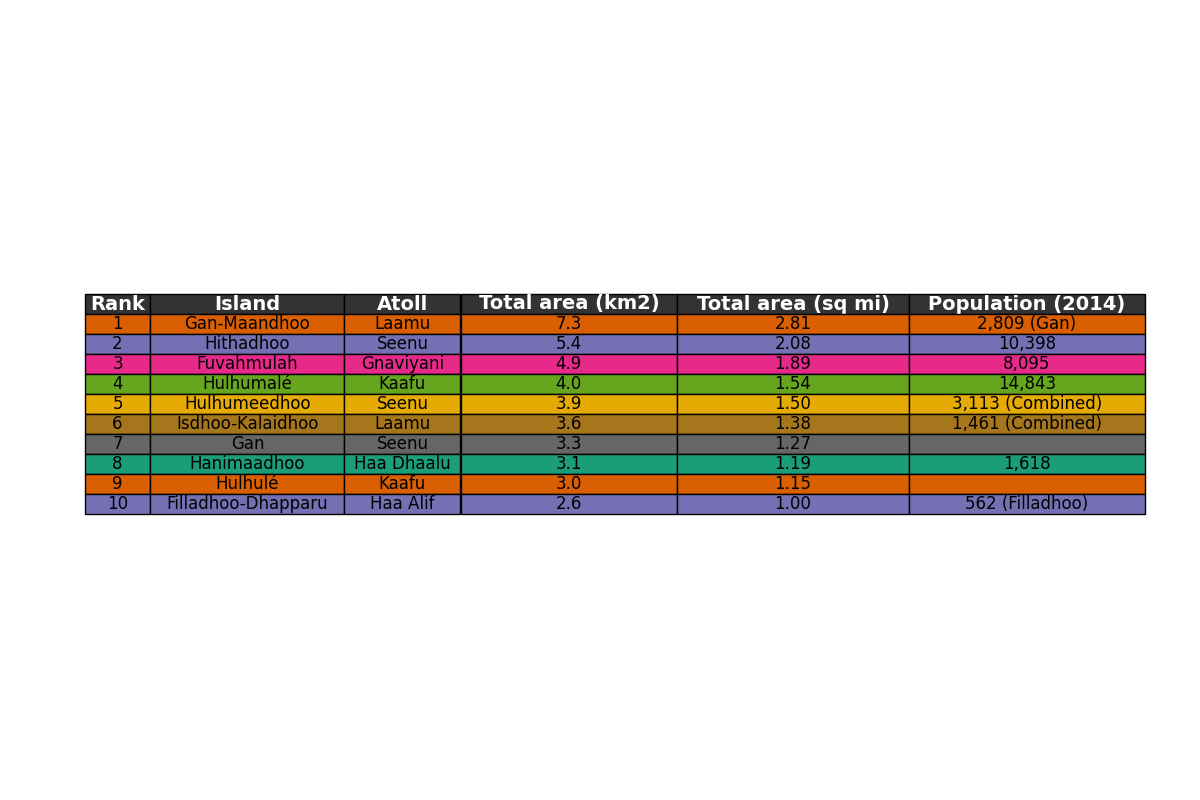 Rank Island Atoll Total area (km2) Total area (sq mi) Population (2014)
1 Gan-Maandhoo Laamu 7.3 2.81 2,809 (Gan)
2 Hithadhoo Seenu 5.4 2.08 10,398
3 Fuvahmulah Gnaviyani 4.9 1.89 8,095
4 Hulhumalé Kaafu 4.0 1.54 14,843
5 Hulhumeedhoo Seenu 3.9 1.50 3,113 (Combined)
6 Isdhoo-Kalaidhoo Laamu 3.6 1.38 1,461 (Combined)
7 Gan Seenu 3.3 1.27
8 Hanimaadhoo Haa Dhaalu 3.1 1.19 1,618
9 Hulhulé Kaafu 3.0 1.15
10 Filladhoo-Dhapparu Haa Alif 2.6 1.00 562 (Filladhoo)